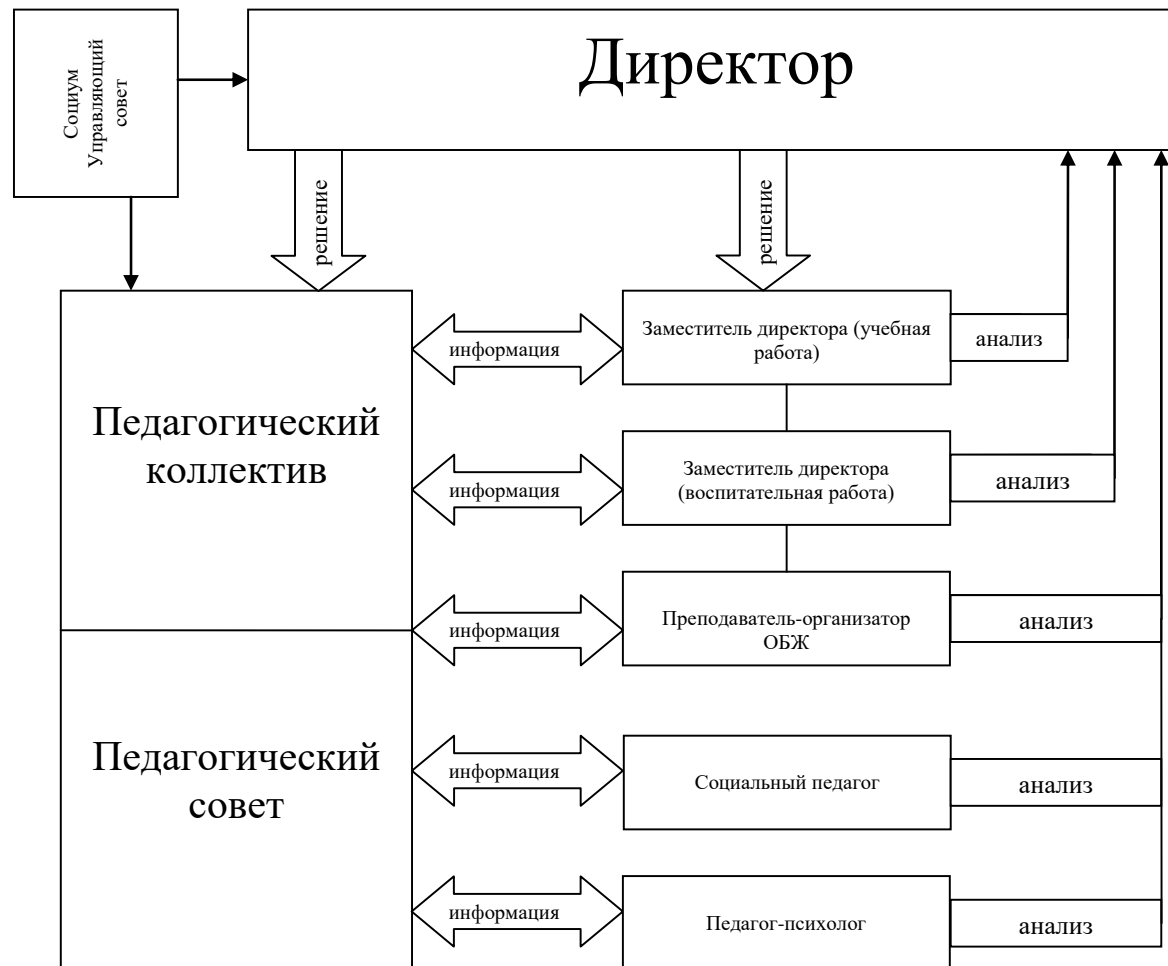 Социум
Управляющий
совет
Директор
решение
решение
Педагогический
коллектив
информация
Заместитель директора (учебная
работа)
анализ
информация
Заместитель директора
(воспитательная работа)
анализ
информация
Преподаватель-организатор
ОБЖ
анализ
Педагогический
совет
информация
Социальный педагог
анализ
информация
Педагог-психолог
анализ